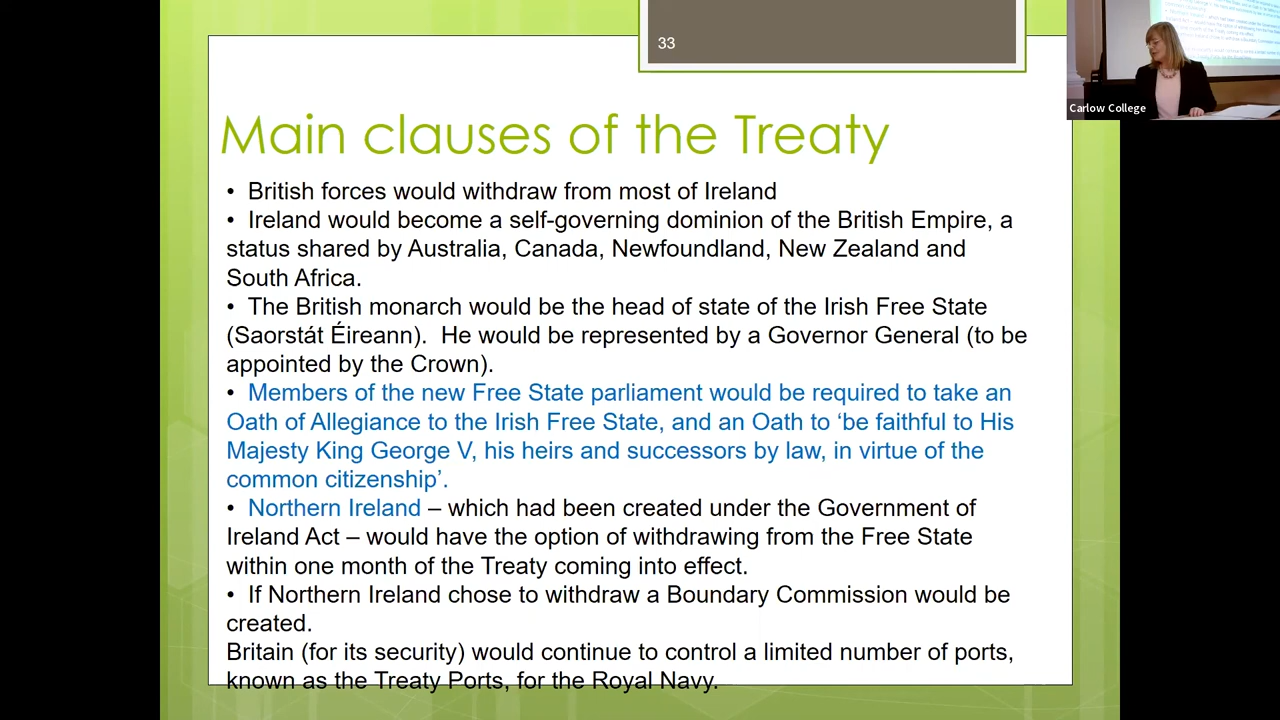 33
Carlow College
Main clauses of the Treaty
• British forces would withdraw from most of Ireland
• Ireland would become a self-governing dominion of the British Empire, a
status shared by Australia, Canada, Newfoundland, New Zealand and
South Africa.
• The British monarch would be the head of state of the Irish Free State
(Saorstát Éireann). He would be represented by a Governor General (to be
appointed by the Crown).
• Members of the new Free State parliament would be required to take an
Oath of Allegiance to the Irish Free State, and an Oath to ‘be faithful to His
Majesty King George V, his heirs and successors by law, in virtue of the
common citizenship’.
• Northern Ireland – which had been created under the Government of
Ireland Act – would have the option of withdrawing from the Free State
within one month of the Treaty coming into effect.
• If Northern Ireland chose to withdraw a Boundary Commission would be
created.
Britain (for its security) would continue to control a limited number of ports,
known as the Treaty Ports, for the Royal Navy.